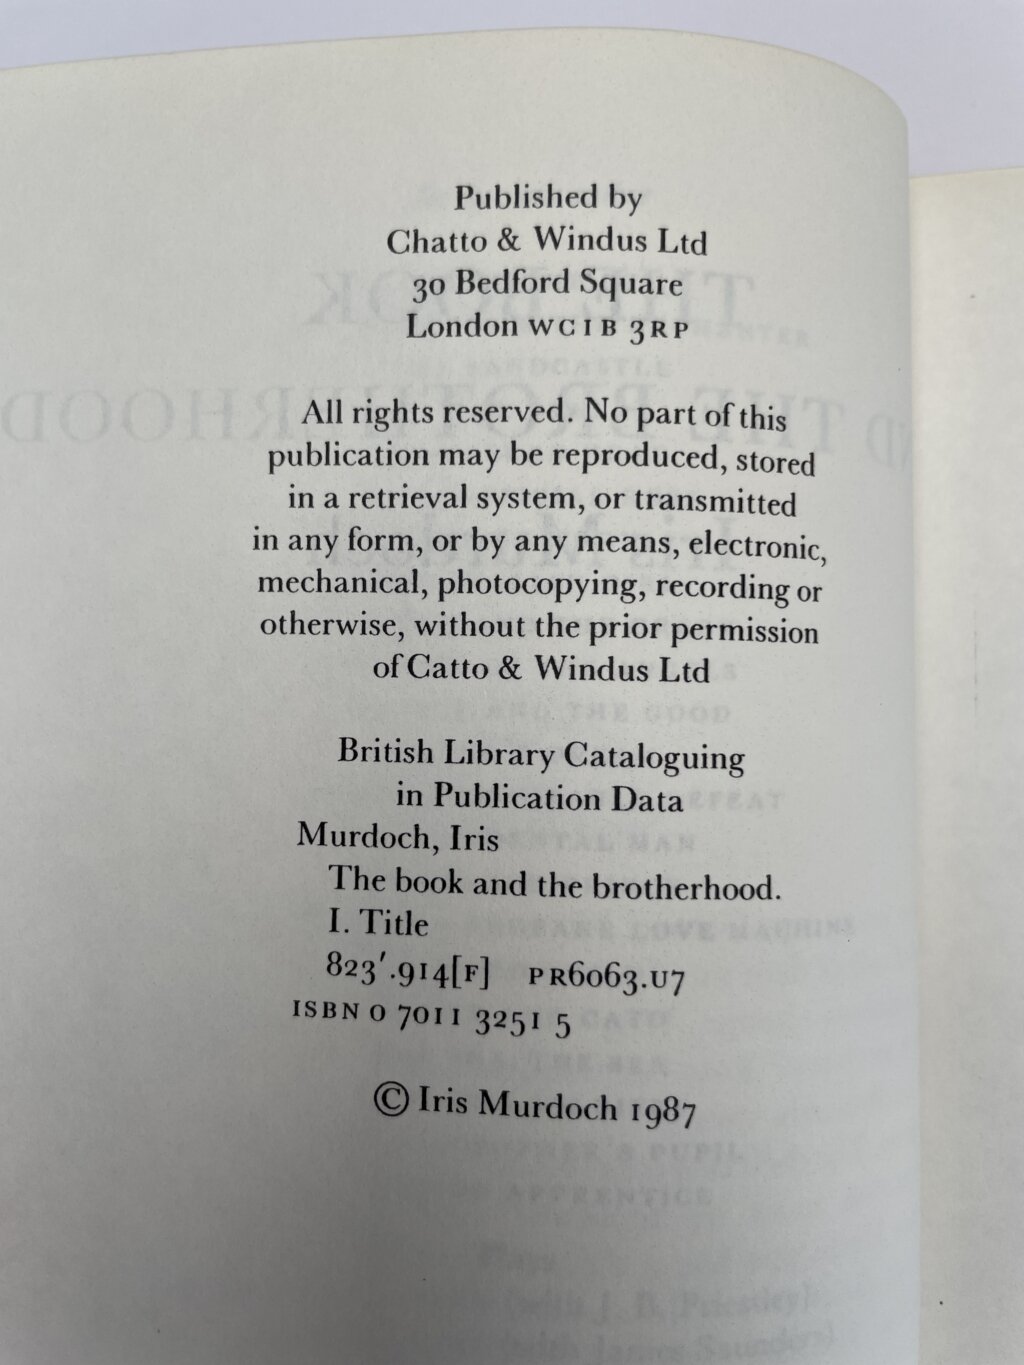 Published by
Chatto & Windus Ltd
30 Bedford Square
London WC1B 3RP
All rights reserved. No part of this
publication may be reproduced, stored
in a retrieval system, or transmitted
in any form, or by any means, electronic,
mechanical, photocopying, recording or
otherwise, without the prior permission
of Catto & Windus Ltd
British Library Cataloguing
in Publication Data
Murdoch, Iris
The book and the brotherhood.
I. Title
823′.914[F] PR6063.U7
ISBN 0 7011 3251 5
© Iris Murdoch 1987